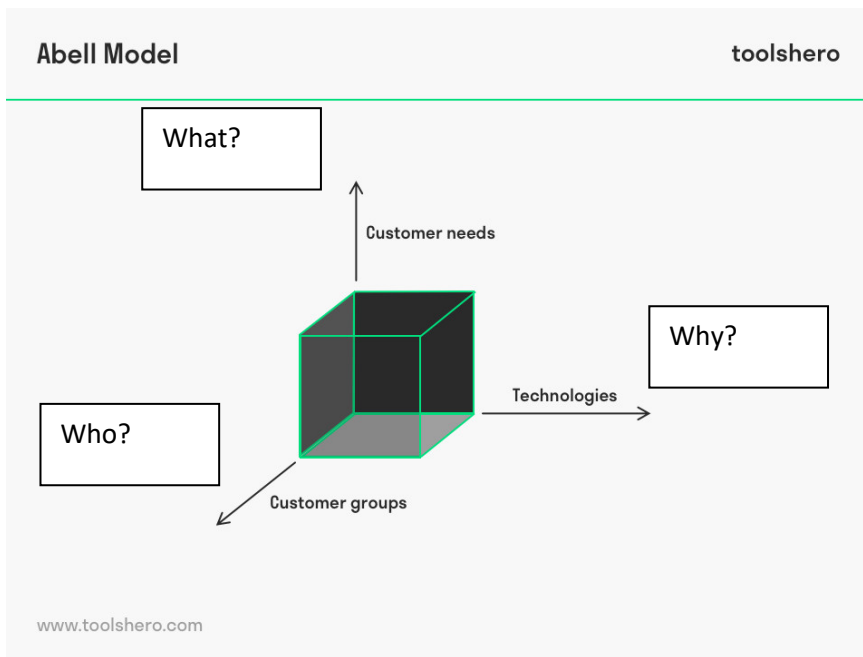 Abell Model
toolshero
What?
Customer needs
Why?
Technologies
Who?
Customer groups
www.toolshero.com